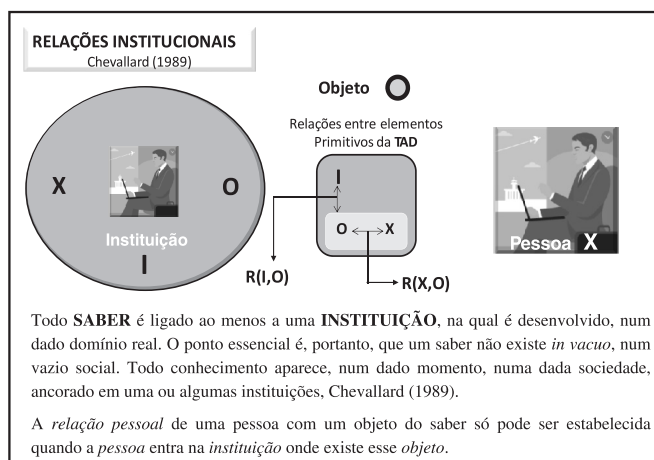 RELAÇÕES INSTITUCIONAIS
Chevallard (1989)
Objeto
Relações entre elementos
Primitivos da TAD
X
O
Instituição
I
I
O
X
R(I,O)
R(X,O)
Pessoa X
Todo SABER é ligado ao menos a uma INSTITUIÇÃO, na qual é desenvolvido, num
dado domínio real. O ponto essencial é, portanto, que um saber não existe in vacuo, num
vazio social. Todo conhecimento aparece, num dado momento, numa dada sociedade,
ancorado em uma ou algumas instituições, Chevallard (1989).
A relação pessoal de uma pessoa com um objeto do saber só pode ser estabelecida
quando a pessoa entra na instituição onde existe esse objeto.